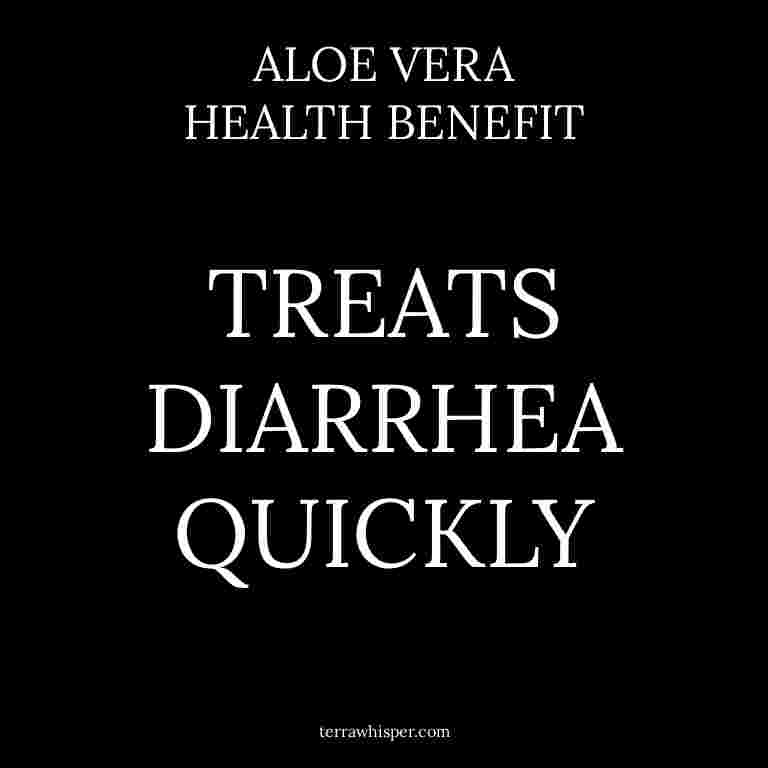 ALOE VERA
HEALTH BENEFIT
TREATS
DIARRHEA
QUICKLY
terrawhisper.com